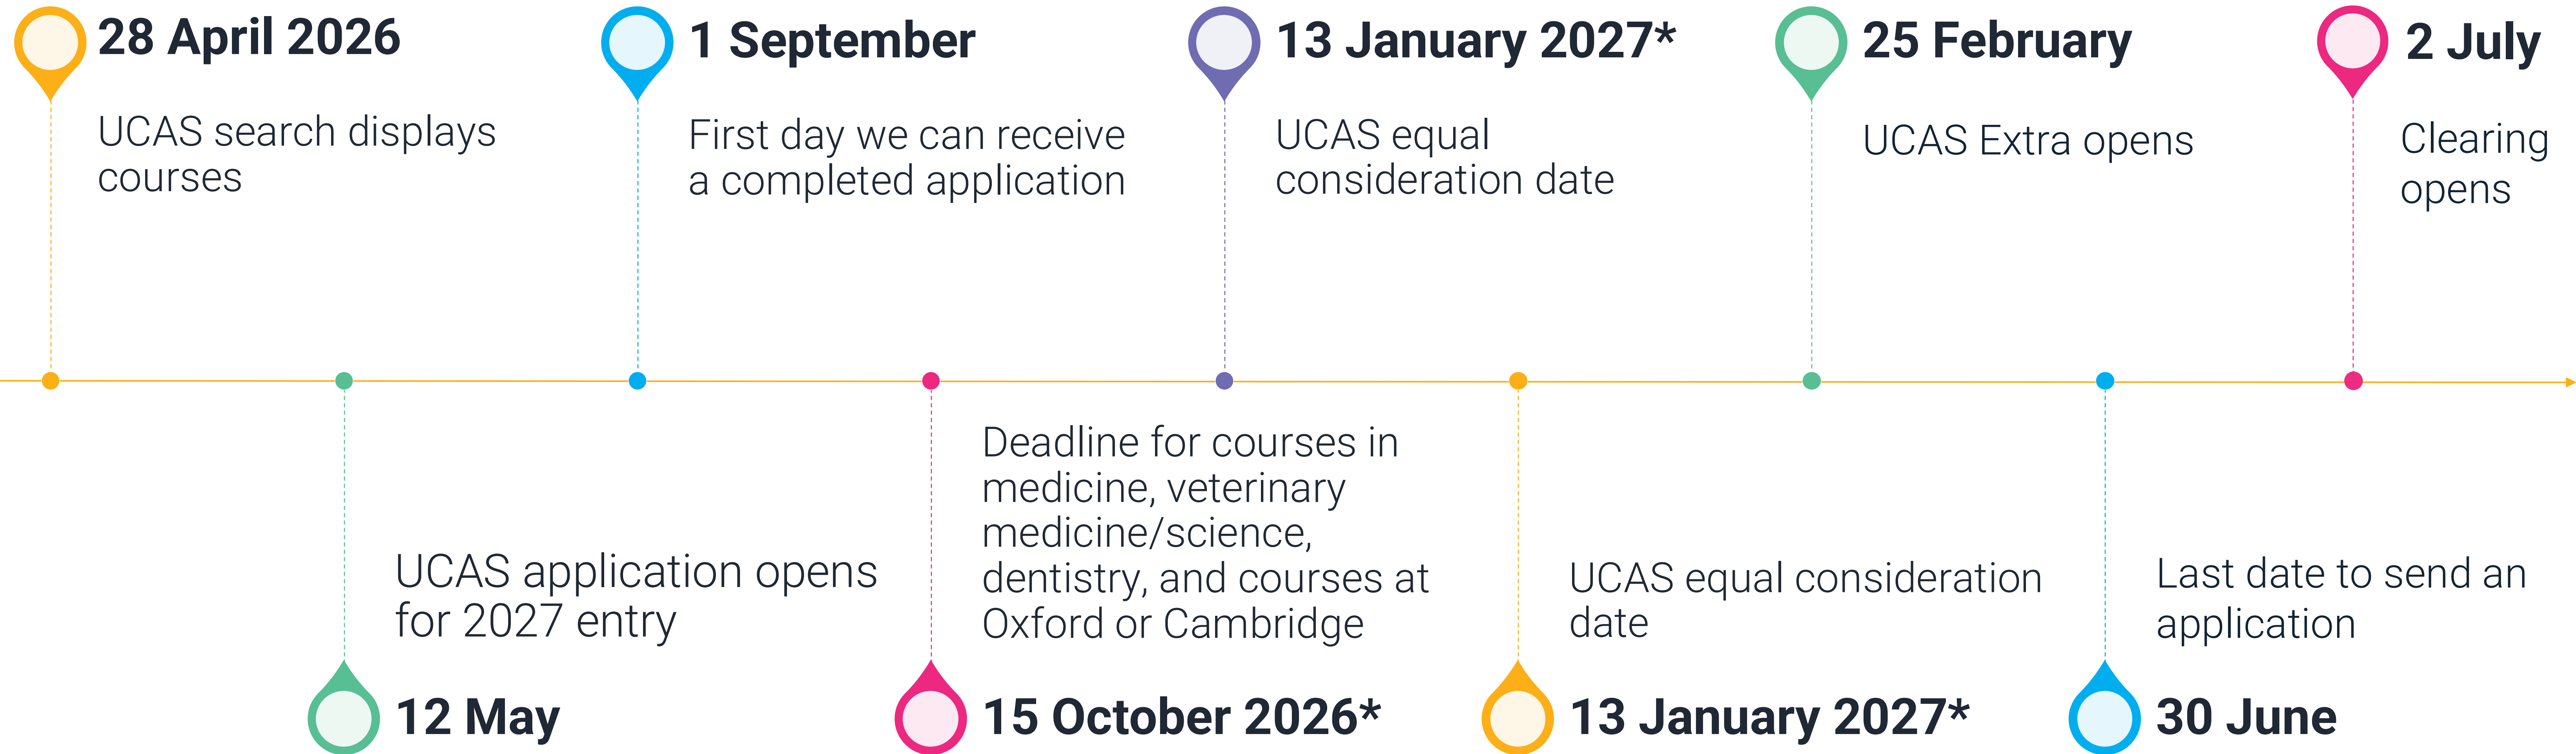 28 April 2026
UCAS search displays
courses
1 September
First day we can receive
a completed application
13 January 2027*
UCAS equal
consideration date
25 February
UCAS Extra opens
2 July
Clearing
opens
UCAS application opens
for 2027 entry
12 May
Deadline for courses in
medicine, veterinary
medicine/science,
dentistry, and courses at
Oxford or Cambridge
15 October 2026*
UCAS equal consideration
date
13 January 2027*
Last date to send an
application
30 June